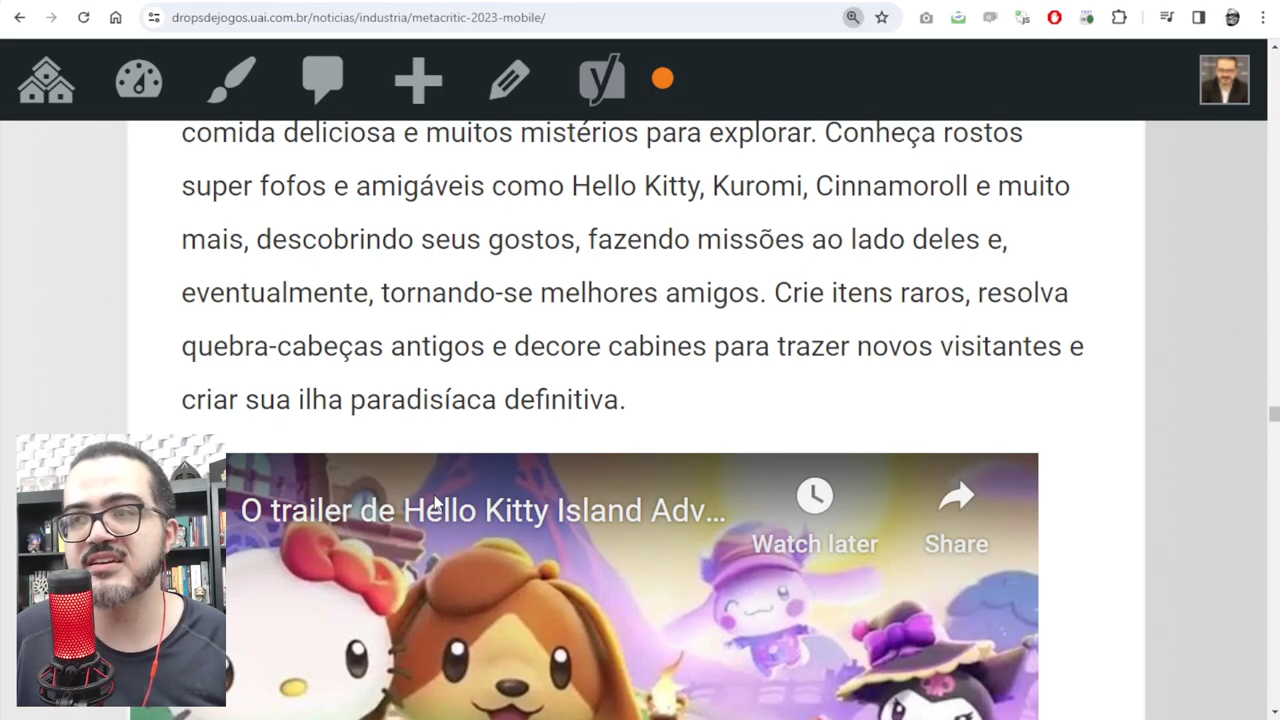 dropsdejogos.uai.com.br/noticias/industria/metacritic-2023-mobile/
comida deliciosa e muitos mistérios para explorar. Conheça rostos
super fofos e amigáveis como Hello Kitty, Kuromi, Cinnamoroll e muito
mais, descobrindo seus gostos, fazendo missões ao lado deles e,
eventualmente, tornando-se melhores amigos. Crie itens raros, resolva
quebra-cabeças antigos e decore cabines para trazer novos visitantes e
criar sua ilha paradisíaca definitiva.
O trailer de Hello Kitty Island Adv...
Watch later
Share